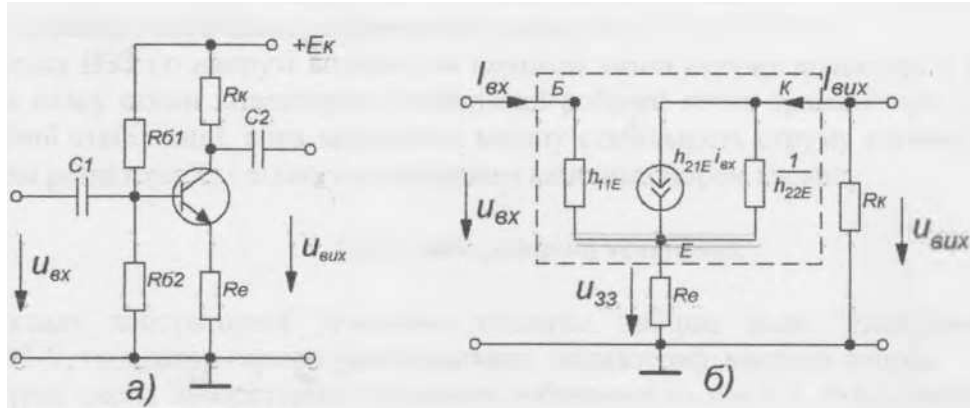 +Eк
Rк
Rб1
C2
C1
uвх
uвих
Rб2
Re
а)
Iвх
Б
к
Iвих
h11E
h21E Iвх
1
h22E
Rк
uвх
uвих
E
uзз
Re
б)